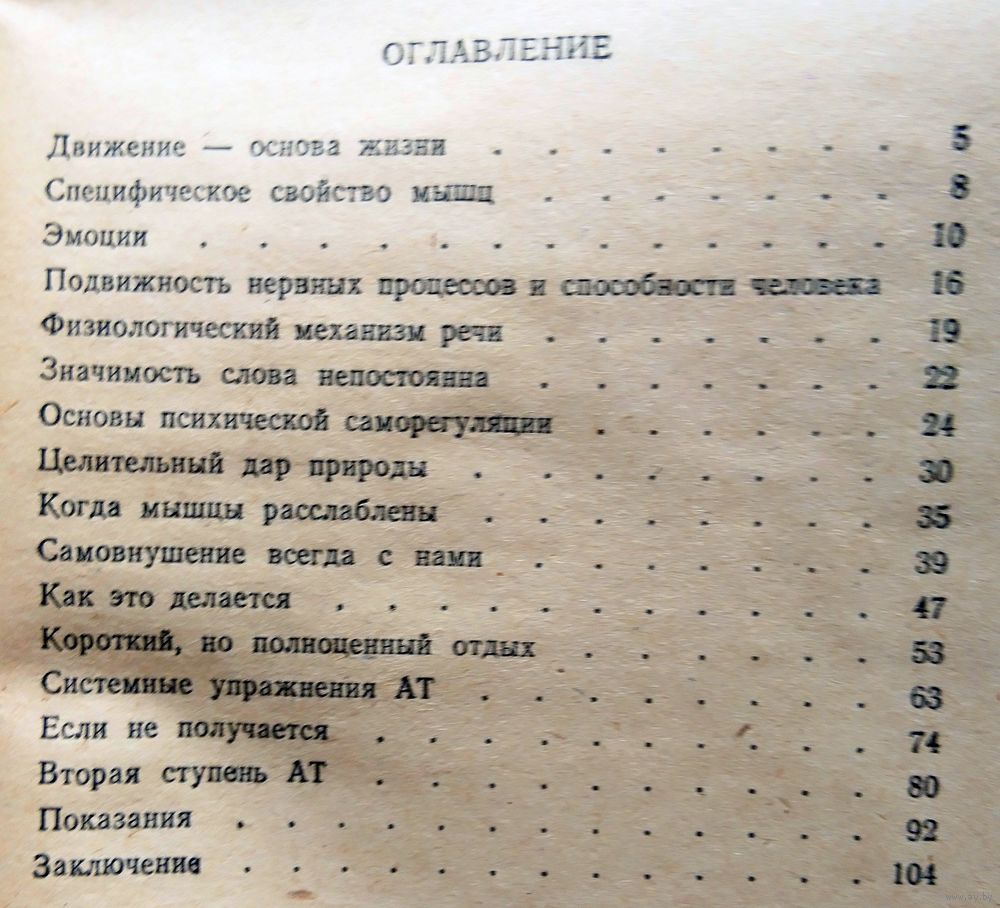 ОГЛАВЛЕНИЕ
Движение — основа жизни . . . . . . . . 5
Специфическое свойство мышц . . . . . . . 8
Эмоции . . . . . . . . . . . . 10
Подвижность нервных процессов и способности человека 16
Физиологический механизм речи . . . . . . . 19
Значимость слова непостоянна . . . . . . . 22
Основы психической саморегуляции . . . . . . 24
Целительный дар природы . . . . . . . . 30
Когда мышцы расслаблены . . . . . . . . 35
Самовнушение всегда с нами . . . . . . . 39
Как это делается . . . . . . . . . . . 47
Короткий, но полноценный отдых . . . . . . 53
Системные упражнения АТ . . . . . . . . 63
Если не получается . . . . . . . . . . 74
Вторая ступень АТ . . . . . . . . . . 80
Показания . . . . . . . . . . . . . 92
Заключение . . . . . . . . . . . . 104
www.ay.by